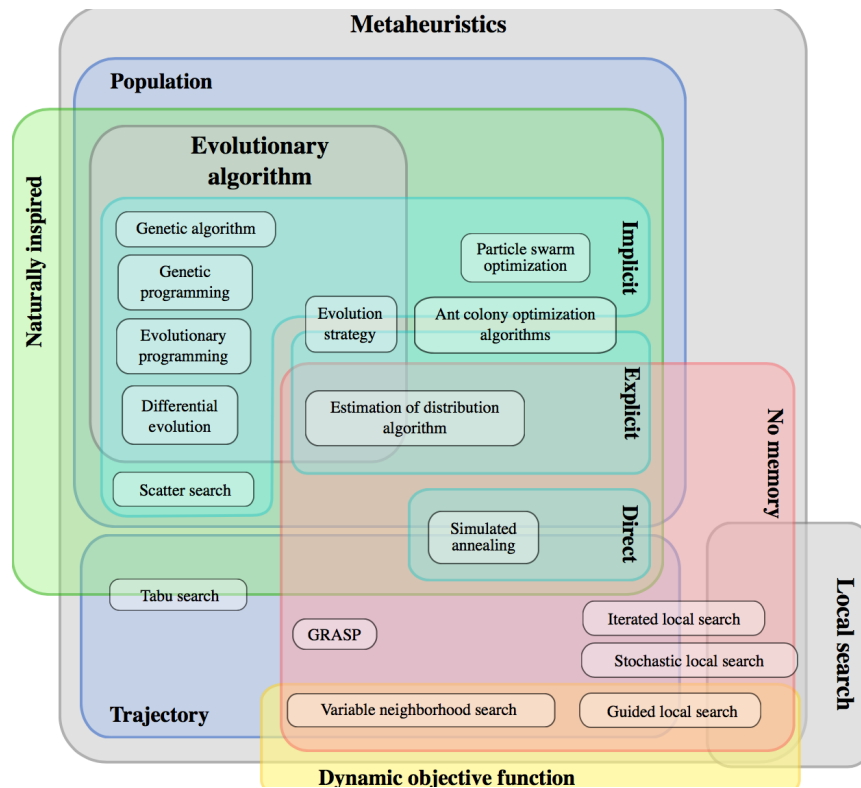 Metaheuristics
Population
Naturally inspired
Evolutionary
algorithm
Genetic algorithm
Genetic
programming
Evolutionary
programming
Differential
evolution
Scatter search
Evolution
strategy
Particle swarm
optimization
Ant colony optimization
algorithms
Implicit
Estimation of distribution
algorithm
Explicit
No memory
Simulated
annealing
Direct
Tabu search
GRASP
Iterated local search
Stochastic local search
Local search
Trajectory
Variable neighborhood search
Guided local search
Dynamic objective function